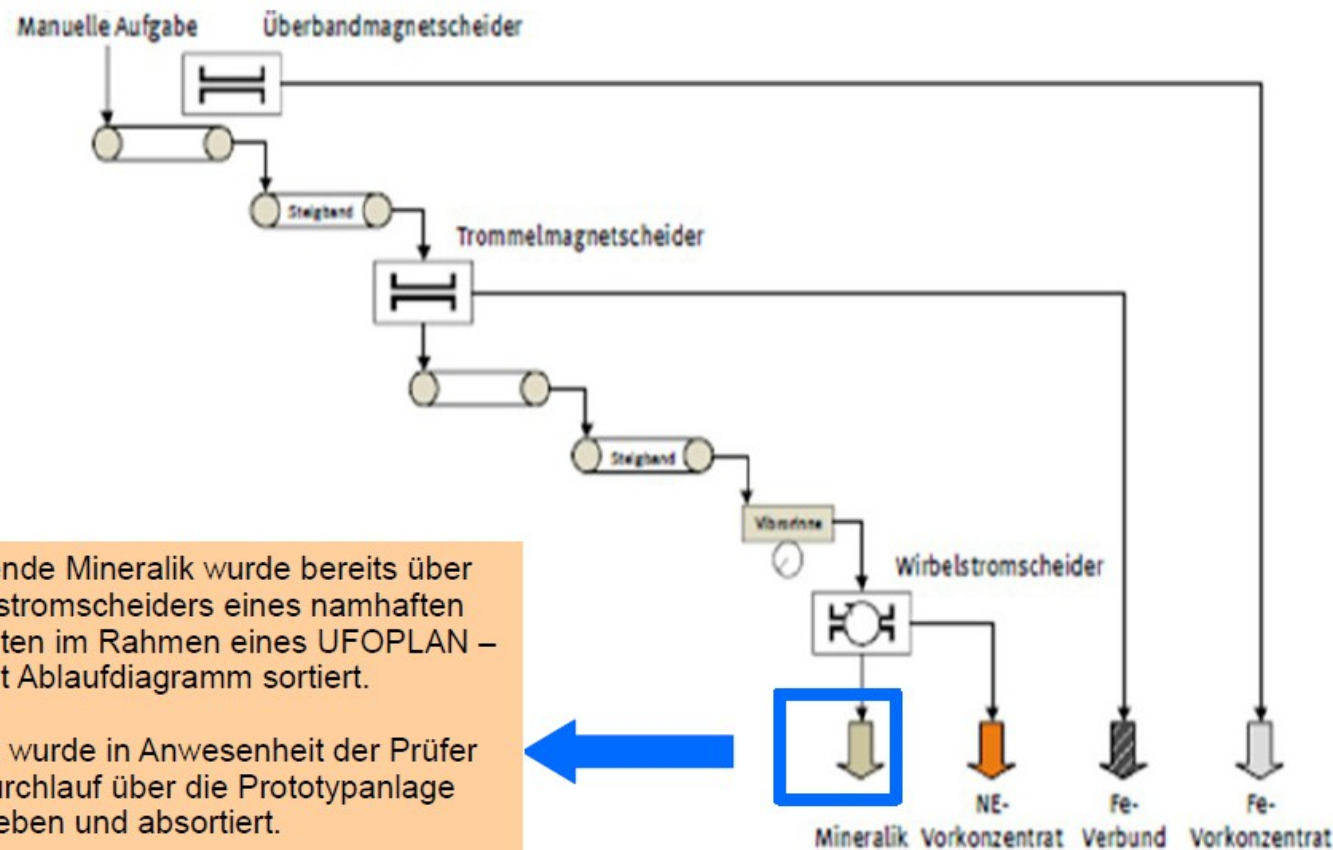 Manuelle Aufgabe
Überbandmagnetscheider
Steigband
Trommelmagnetscheider
Steigband
Vibrorinne
Wirbelstromscheider
ende Mineralik wurde bereits über
stromscheiders eines namhaften
ten im Rahmen eines UFOPLAN –
t Ablaufdiagramm sortiert.
wurde in Anwesenheit der Prüfer
urchlauf über die Prototypanlage
eben und absortiert.
Mineralik
NE-
Vorkonzentrat
Fe-
Verbund
Fe-
Vorkonzentrat